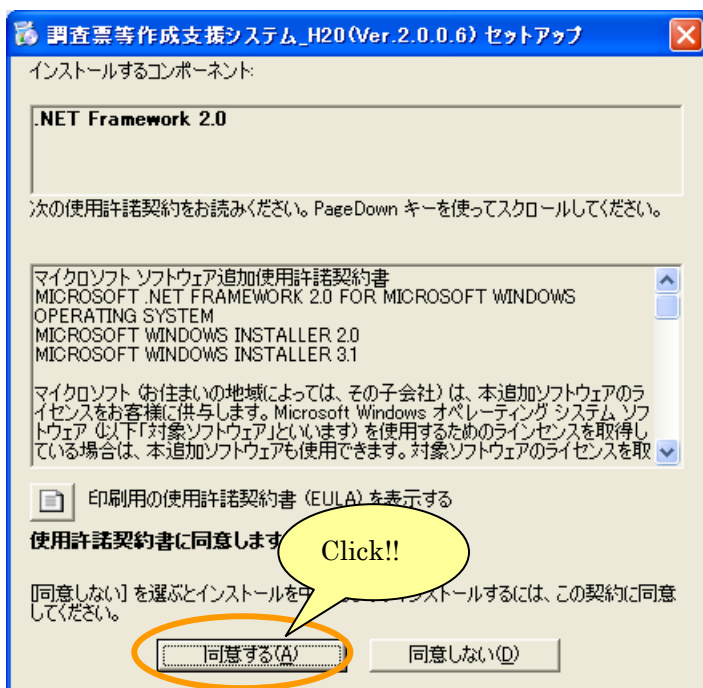 調査票等作成支援システム_H20(Ver.2.0.0.6) セットアップ
インストールするコンポーネント:
.NET Framework 2.0
次の使用許諾契約をお読みください。PageDown キーを使ってスクロールしてください。
マイクロソフト ソフトウェア追加使用許諾契約書
MICROSOFT .NET FRAMEWORK 2.0 FOR MICROSOFT WINDOWS
OPERATING SYSTEM
MICROSOFT WINDOWS INSTALLER 2.0
MICROSOFT WINDOWS INSTALLER 3.1
マイクロソフト (お住まいの地域によっては、その子会社) は、本追加ソフトウェアのラ
イセンスをお客様に供与します。Microsoft Windows オペレーティング システム ソフ
トウェア (以下「対象ソフトウェア」といいます) を使用するためのラインセンスを取得し
ている場合は、本追加ソフトウェアも使用できます。対象ソフトウェアのライセンスを取
印刷用の使用許諾契約書 (EULA) を表示する
使用許諾契約書に同意します
Click!!
[同意しない] を選ぶとインストールを中 ストールするには、この契約に同意
してください。
同意する(A)
同意しない(D)